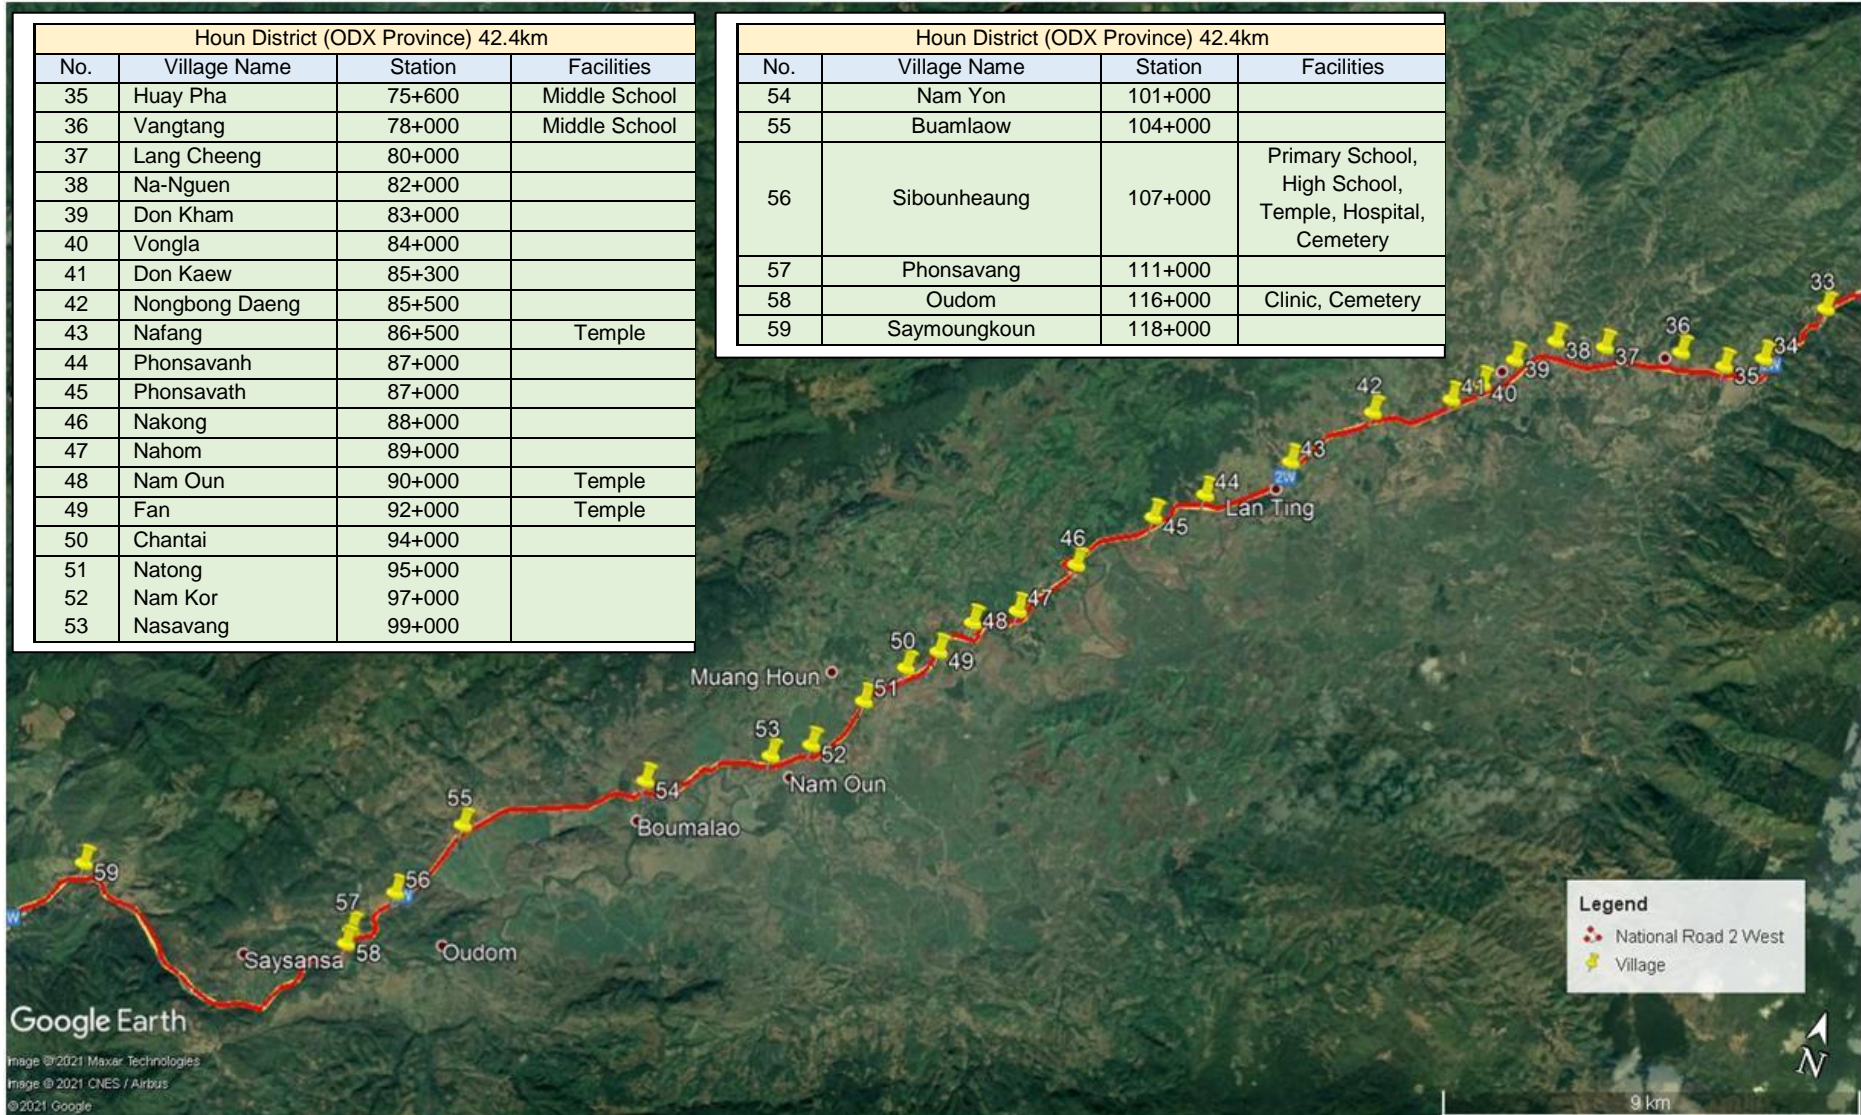 Houn District (ODX Province) 42.4km
No. Village Name Station Facilities
35 Huay Pha 75+600 Middle School
36 Vangtang 78+000 Middle School
37 Lang Cheeng 80+000
38 Na-Nguen 82+000
39 Don Kham 83+000
40 Vongla 84+000
41 Don Kaew 85+300
42 Nongbong Daeng 85+500
43 Nafang 86+500 Temple
44 Phonsavanh 87+000
45 Phonsavath 87+000
46 Nakong 88+000
47 Nahom 89+000
48 Nam Oun 90+000 Temple
49 Fan 92+000 Temple
50 Chantai 94+000
51 Natong 95+000
52 Nam Kor 97+000
53 Nasavang 99+000
Houn District (ODX Province) 42.4km
No. Village Name Station Facilities
54 Nam Yon 101+000
55 Buamlaow 104+000
56 Sibounheaung 107+000 Primary School,
High School,
Temple, Hospital,
Cemetery
57 Phonsavang 111+000
58 Oudom 116+000 Clinic, Cemetery
59 Saymoungkoun 118+000
33
34
35
36
37
38
39
40
41
42
43
2W
Lan Ting
44
45
46
47
48
49
50
Muang Houn
51
52
53
Nam Oun
54
Boumalao
55
56
57
58
Oudom
Saysansa
59
W
Legend
National Road 2 West
Village
Google Earth
Image © 2021 Maxar Technologies
Image © 2021 CNES / Airbus
© 2021 Google
N
9 km